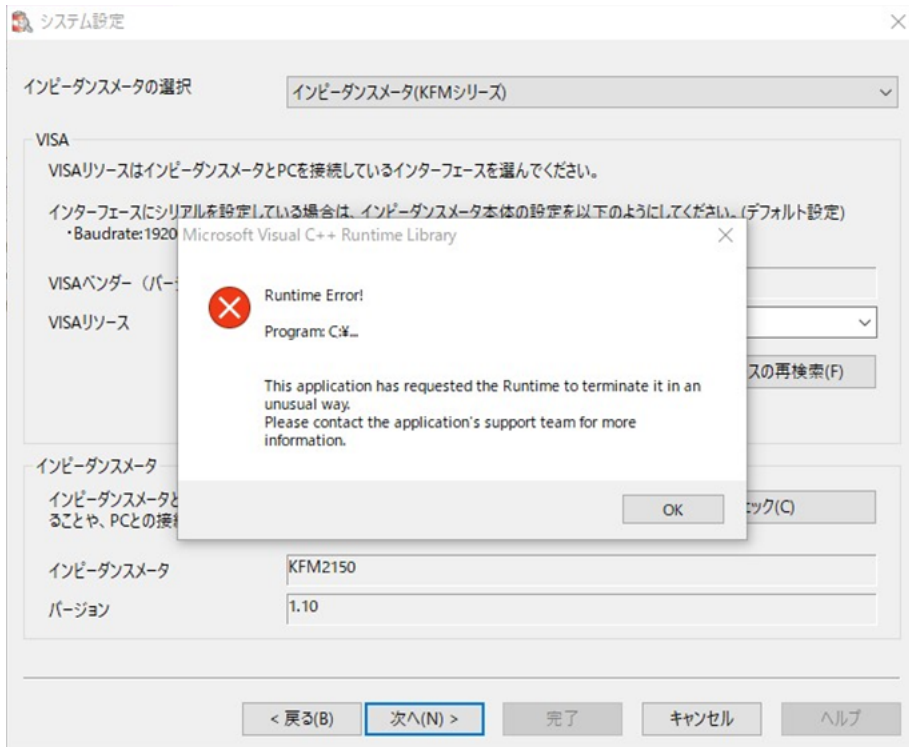 システム設定
インピーダンスメータの選択
インピーダンスメータ(KFMシリーズ)
VISA
VISAリソースはインピーダンスメータとPCを接続しているインターフェースを選んでください。
インターフェースにシリアルを設定している場合は、インピーダンスメータ本体の設定を以下のようにしてください。(デフォルト設定)
・Baudrate:1920
Microsoft Visual C++ Runtime Library
VISAベンダー（バー
Runtime Error!
VISAリソース
Program: C:¥...
スの再検索(F)
This application has requested the Runtime to terminate it in an
unusual way.
Please contact the application's support team for more
information.
インピーダンスメータ
インピーダンスメータと
ることや、PCとの接
OK
ェック(C)
インピーダンスメータ
KFM2150
バージョン
1.10
< 戻る(B)
次へ(N) >
完了
キャンセル
ヘルプ